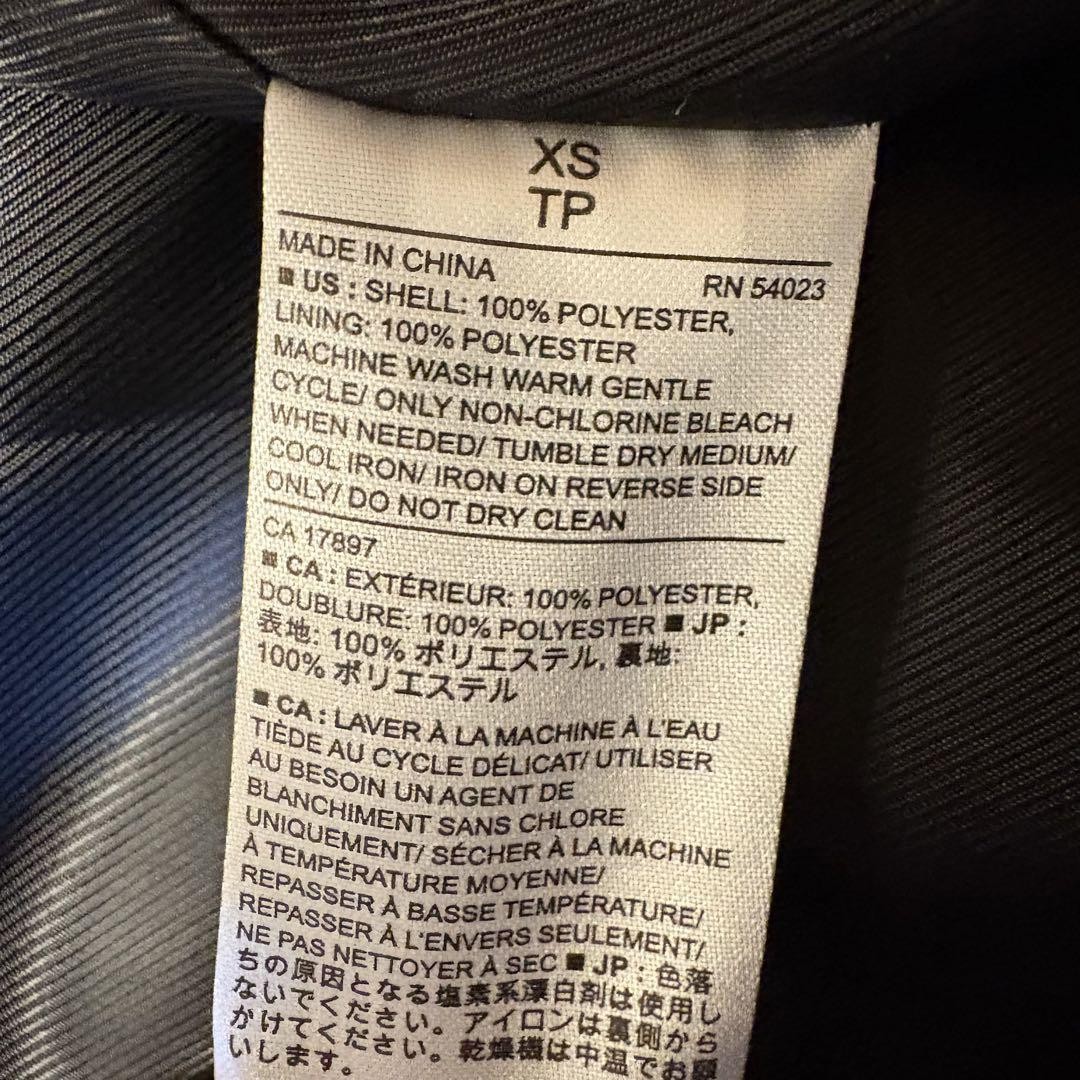 XS
TP
MADE IN CHINA
RN 54023
■ US : SHELL: 100% POLYESTER,
LINING: 100% POLYESTER
MACHINE WASH WARM GENTLE
CYCLE/ ONLY NON-CHLORINE BLEACH
WHEN NEEDED/ TUMBLE DRY MEDIUM/
COOL IRON/ IRON ON REVERSE SIDE
ONLY/ DO NOT DRY CLEAN
CA 17897
■ CA : EXTÉRIEUR: 100% POLYESTER,
DOUBLURE: 100% POLYESTER ■ JP :
表地: 100% ポリエステル, 裏地:
100% ポリエステル
■ CA : LAVER À LA MACHINE À L'EAU
TIÈDE AU CYCLE DÉLICAT/ UTILISER
AU BESOIN UN AGENT DE
BLANCHIMENT SANS CHLORE
UNIQUEMENT/ SÉCHER À LA MACHINE
À TEMPÉRATURE MOYENNE/
REPASSER À BASSE TEMPÉRATURE/
REPASSER À L'ENVERS SEULEMENT/
NE PAS NETTOYER À SEC ■ JP : 色落
ちの原因となる塩素系漂白剤は使用し
ないでください。アイロンは裏側から
かけてください。乾燥機は中温でお願
いします。